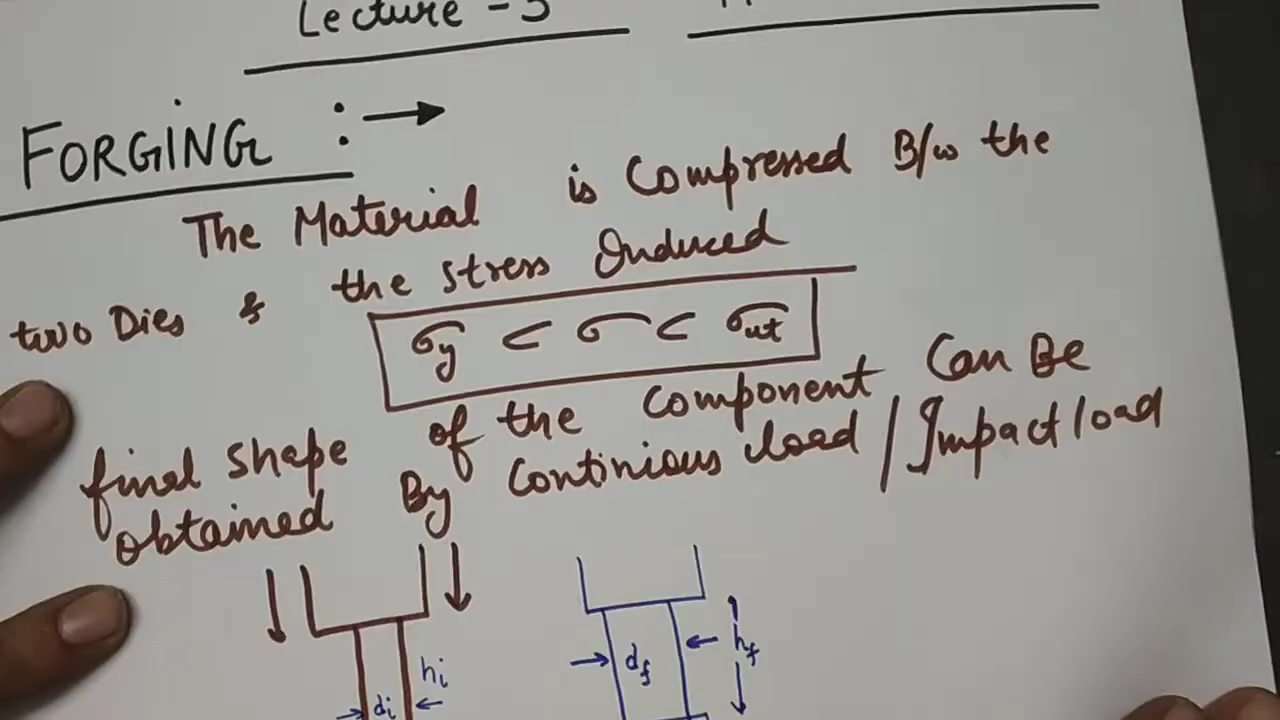 Lecture -
FORGING :→
The Material is Compressed B/w the
two Dies & the stress Induced
σy < σ < σut
final shape of the component Can Be
obtained By continious load / Impact load
hi
di
df
hf